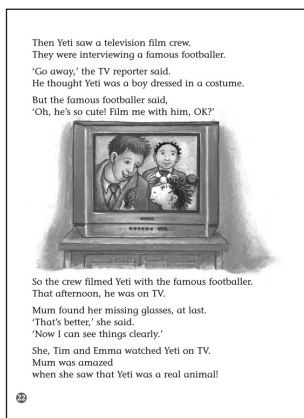 Then Yeti saw a television film crew.
They were interviewing a famous footballer.
‘Go away,’ the TV reporter said.
He thought Yeti was a boy dressed in a costume.
But the famous footballer said,
‘Oh, he’s so cute! Film me with him, OK?’
So the crew filmed Yeti with the famous footballer.
That afternoon, he was on TV.
Mum found her missing glasses, at last.
‘That’s better,’ she said.
‘Now I can see things clearly.’
She, Tim and Emma watched Yeti on TV.
Mum was amazed
when she saw that Yeti was a real animal!
22